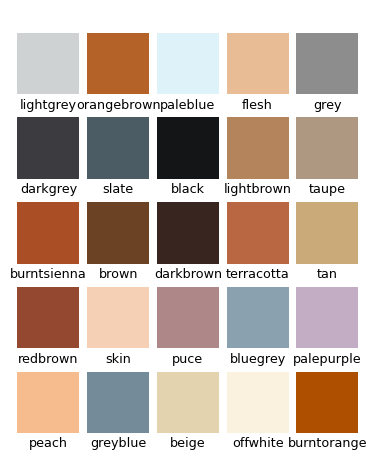 lightgrey orangebrown paleblue flesh grey
darkgrey slate black lightbrown taupe
burntsienna brown darkbrown terracotta tan
redbrown skin puce bluegrey palepurple
peach greyblue beige offwhite burntorange